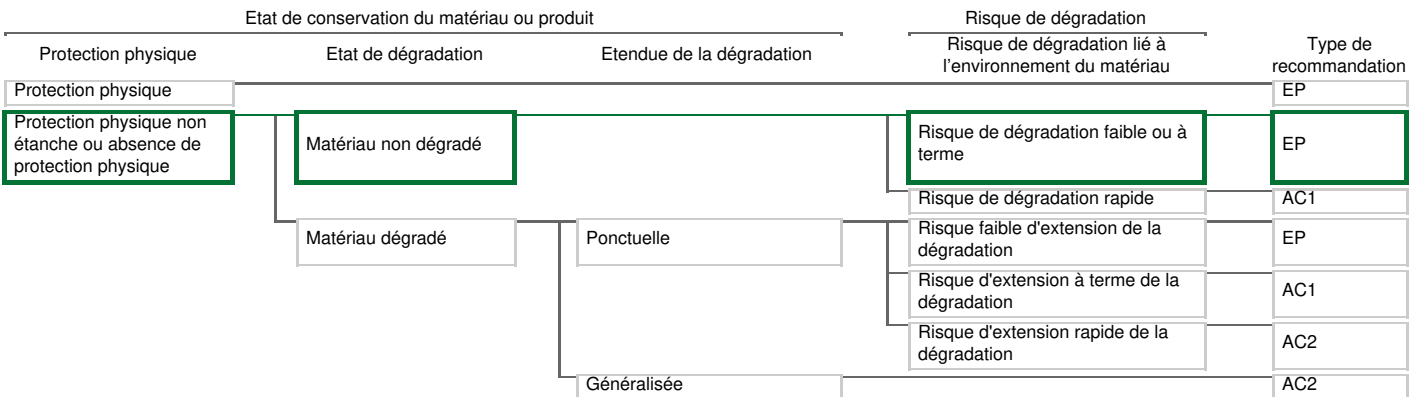 Etat de conservation du matériau ou produit
Risque de dégradation
Protection physique
Etat de dégradation
Etendue de la dégradation
Risque de dégradation lié à
l'environnement du matériau
Type de
recommandation
Protection physique
EP
Protection physique non
étanche ou absence de
protection physique
Matériau non dégradé
Risque de dégradation faible ou à
terme
EP
Risque de dégradation rapide
AC1
Matériau dégradé
Ponctuelle
Risque faible d'extension de la
dégradation
EP
Risque d'extension à terme de la
dégradation
AC1
Risque d'extension rapide de la
dégradation
AC2
Généralisée
AC2